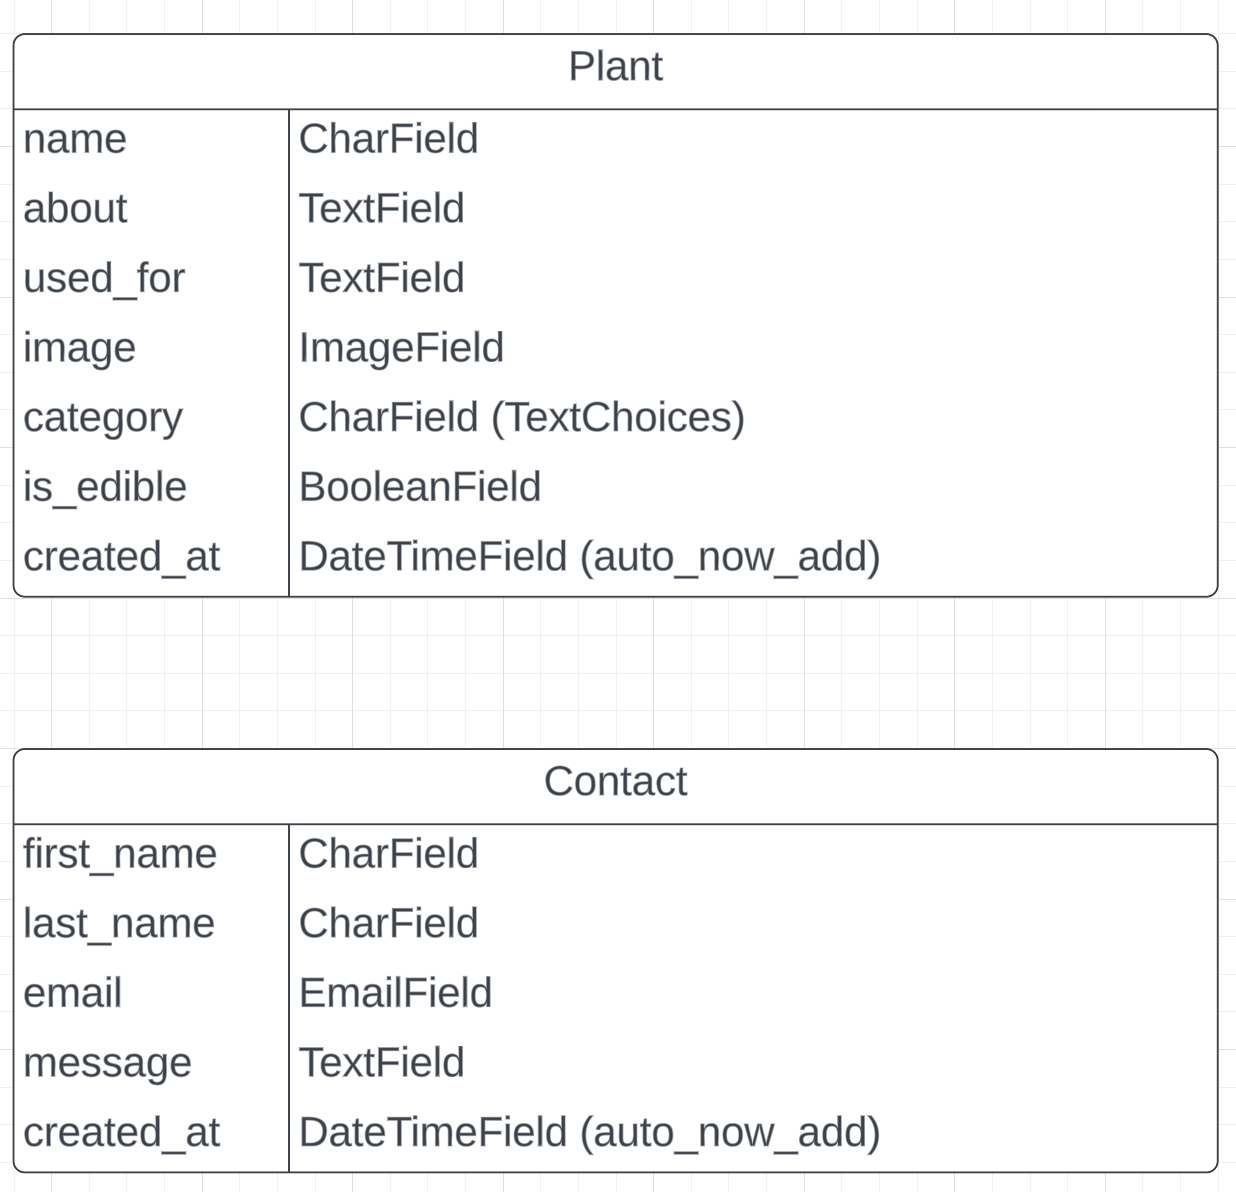 Plant
name CharField
about TextField
used_for TextField
image ImageField
category CharField (TextChoices)
is_edible BooleanField
created_at DateTimeField (auto_now_add)
Contact
first_name CharField
last_name CharField
email EmailField
message TextField
created_at DateTimeField (auto_now_add)